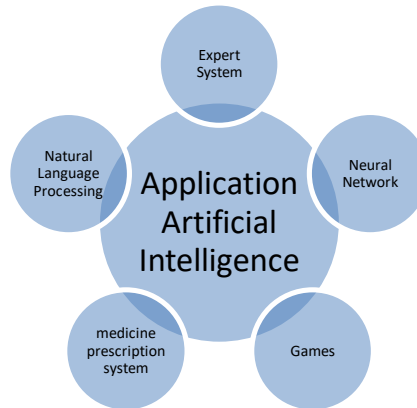 Expert
System
Natural
Language
Processing
Neural
Network
Application
Artificial
Intelligence
medicine
prescription
system
Games